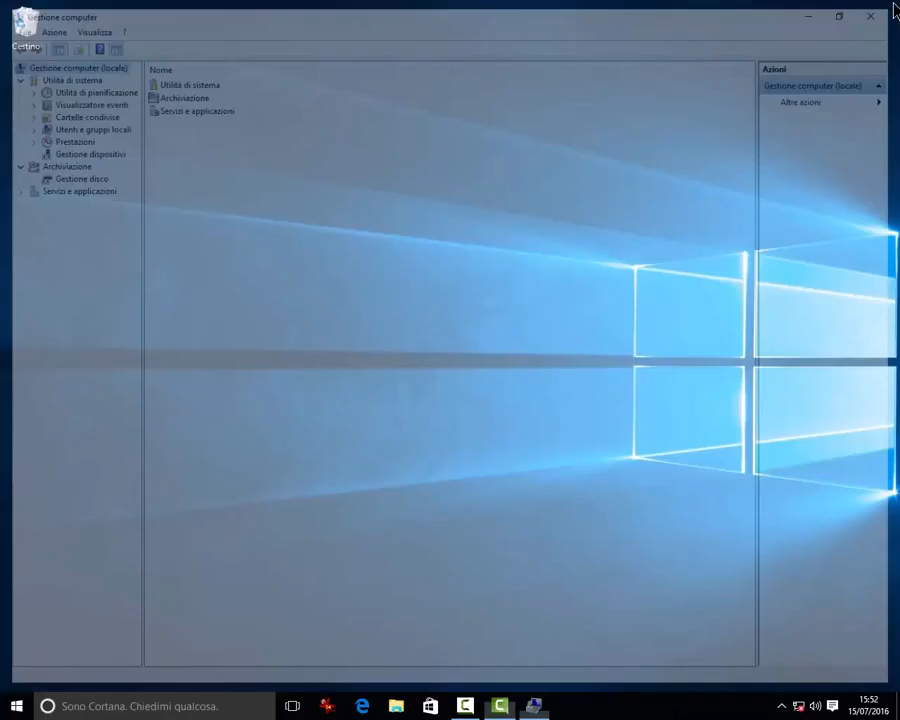 Gestione computer
Cestino
Azione
Visualizza
?
Gestione computer (locale)
Utilità di sistema
Utilità di pianificazione
Visualizzatore eventi
Cartelle condivise
Utenti e gruppi locali
Prestazioni
Gestione dispositivi
Archiviazione
Gestione disco
Servizi e applicazioni
Nome
Utilità di sistema
Archiviazione
Servizi e applicazioni
Azioni
Gestione computer (locale)
Altre azioni
Sono Cortana. Chiedimi qualcosa.
15:52
15/07/2016